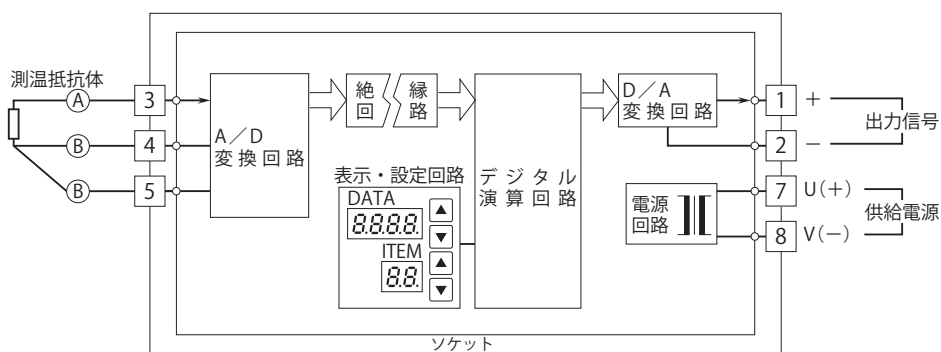 測温抵抗体
A
B
B
3
4
5
A／D
変換回路
絶 縁
回 路
表示・設定回路
DATA
8.8.8.8.
ITEM
8.8.
デジタル
演算回路
D／A
変換回路
電源
回路
1
+
2
−
出力信号
7
U(+)
8
V(−)
供給電源
ソケット